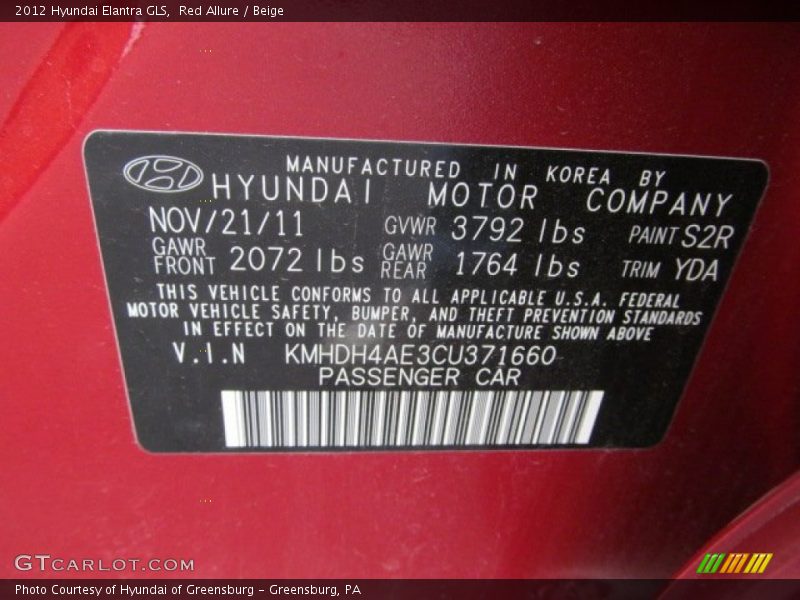 2012 Hyundai Elantra GLS,  Red Allure / Beige
MANUFACTURED IN KOREA BY
HYUNDAI MOTOR COMPANY
NOV/21/11 GVWR 3792 lbs PAINT S2R
GAWR FRONT 2072 lbs GAWR REAR 1764 lbs TRIM YDA
THIS VEHICLE CONFORMS TO ALL APPLICABLE U.S.A. FEDERAL
MOTOR VEHICLE SAFETY, BUMPER, AND THEFT PREVENTION STANDARDS
IN EFFECT ON THE DATE OF MANUFACTURE SHOWN ABOVE
V.I.N KMHDH4AE3CU371660
PASSENGER CAR
GTCARLOT.COM
Photo Courtesy of Hyundai of Greensburg - Greensburg, PA